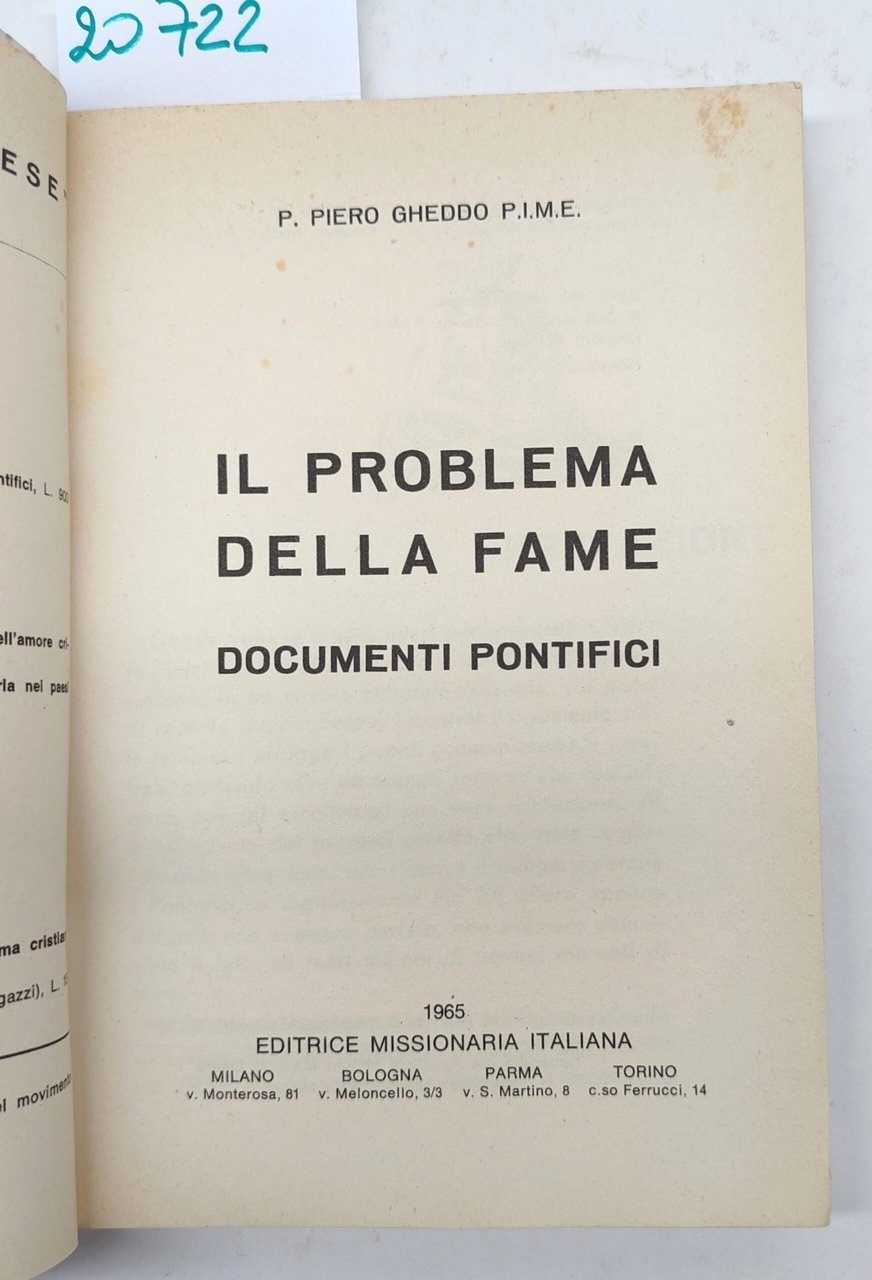 20722
ESE"
ntifici, L. 900
ell'amore cri-
nei paesi
ma cristian
gazzi), L.
el movimento
P. PIERO GHEDDO P.I.M.E.
IL PROBLEMA
DELLA FAME
DOCUMENTI PONTIFICI
1965
EDITRICE MISSIONARIA ITALIANA
MILANO BOLOGNA PARMA TORINO
v. Monterosa, 81 v. Meloncello, 3/3 v. S. Martino, 8 c.so Ferrucci, 14